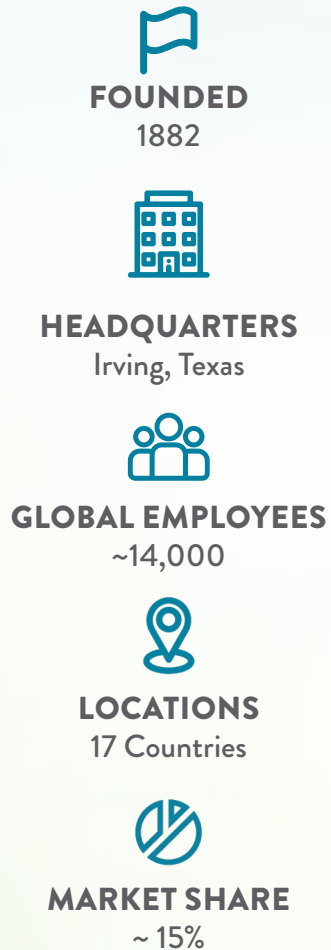 FOUNDED
1882
HEADQUARTERS
Irving, Texas
GLOBAL EMPLOYEES
~14,000
LOCATIONS
17 Countries
MARKET SHARE
~ 15%